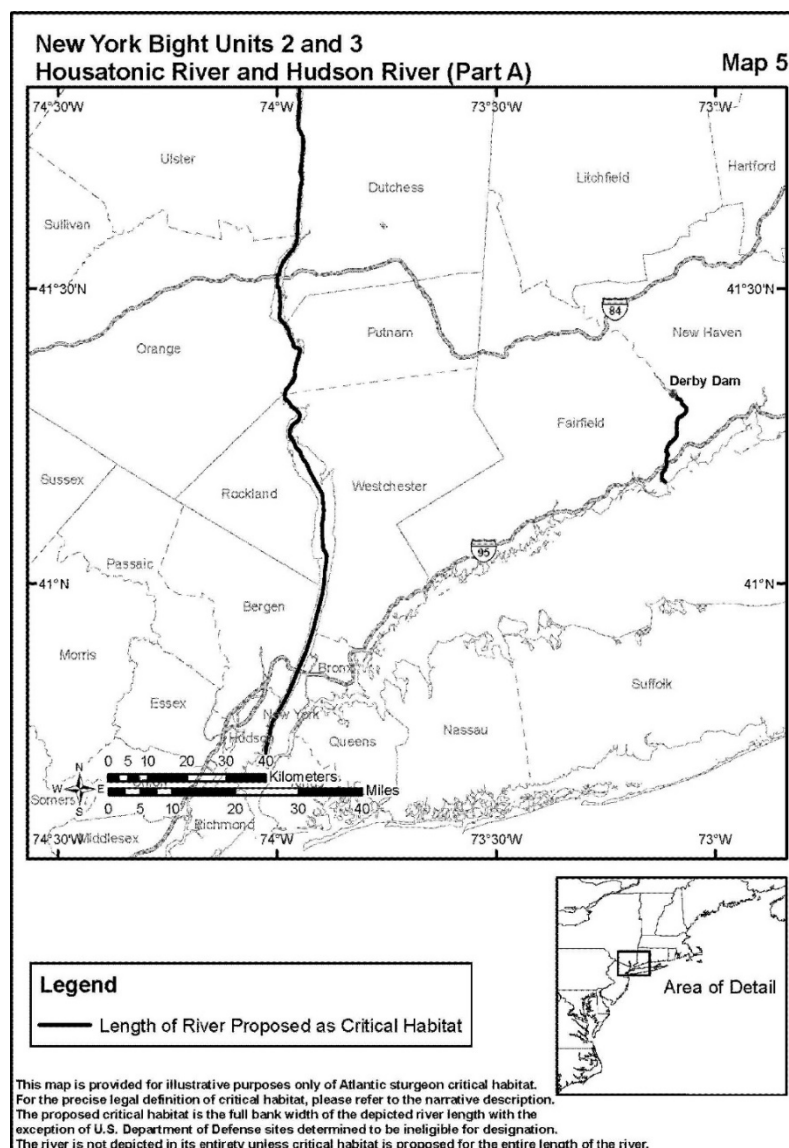 New York Bight Units 2 and 3
Housatonic River and Hudson River (Part A)
Map 5
74°30'W
74°W
73°30'W
73°W
Ulster
Dutchess
Litchfield
Hartford
Sullivan
41°30'N
41°30'N
84
Putnam
New Haven
Orange
Derby Dam
Fairfield
Sussex
Rockland
Westchester
Passaic
95
41°N
41°N
Bergen
Morris
Bronx
Essex
Suffolk
New York
Nassau
Hudson
Queens
N
W E
S
0 5 10 20 30 40
Kilometers
Miles
0 5 10 20 30 40
Somers
Richmond
Middlesex
74°30'W
74°W
73°30'W
73°W
Legend
Length of River Proposed as Critical Habitat
Area of Detail
This map is provided for illustrative purposes only of Atlantic sturgeon critical habitat.
For the precise legal definition of critical habitat, please refer to the narrative description.
The proposed critical habitat is the full bank width of the depicted river length with the
exception of U.S. Department of Defense sites determined to be ineligible for designation.
The river is not depicted in its entirety unless critical habitat is proposed for the entire length of the river.